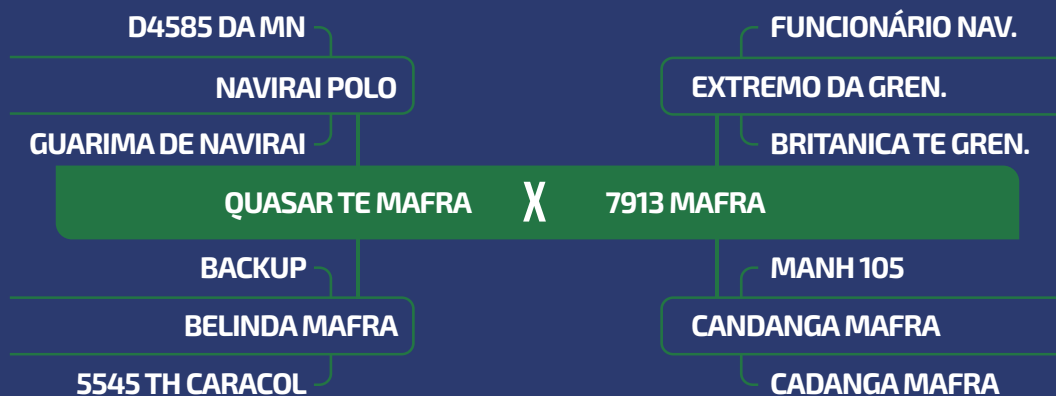 D4585 DA MN
FUNCIONÁRIO NAV.
NAVIRAI POLO
EXTREMO DA GREN.
GUARIMA DE NAVIRAI
BRITANICA TE GREN.
QUASAR TE MAFRA X 7913 MAFRA
BACKUP
MANH 105
BELINDA MAFRA
CANDANGA MAFRA
5545 TH CARACOL
CADANGA MAFRA